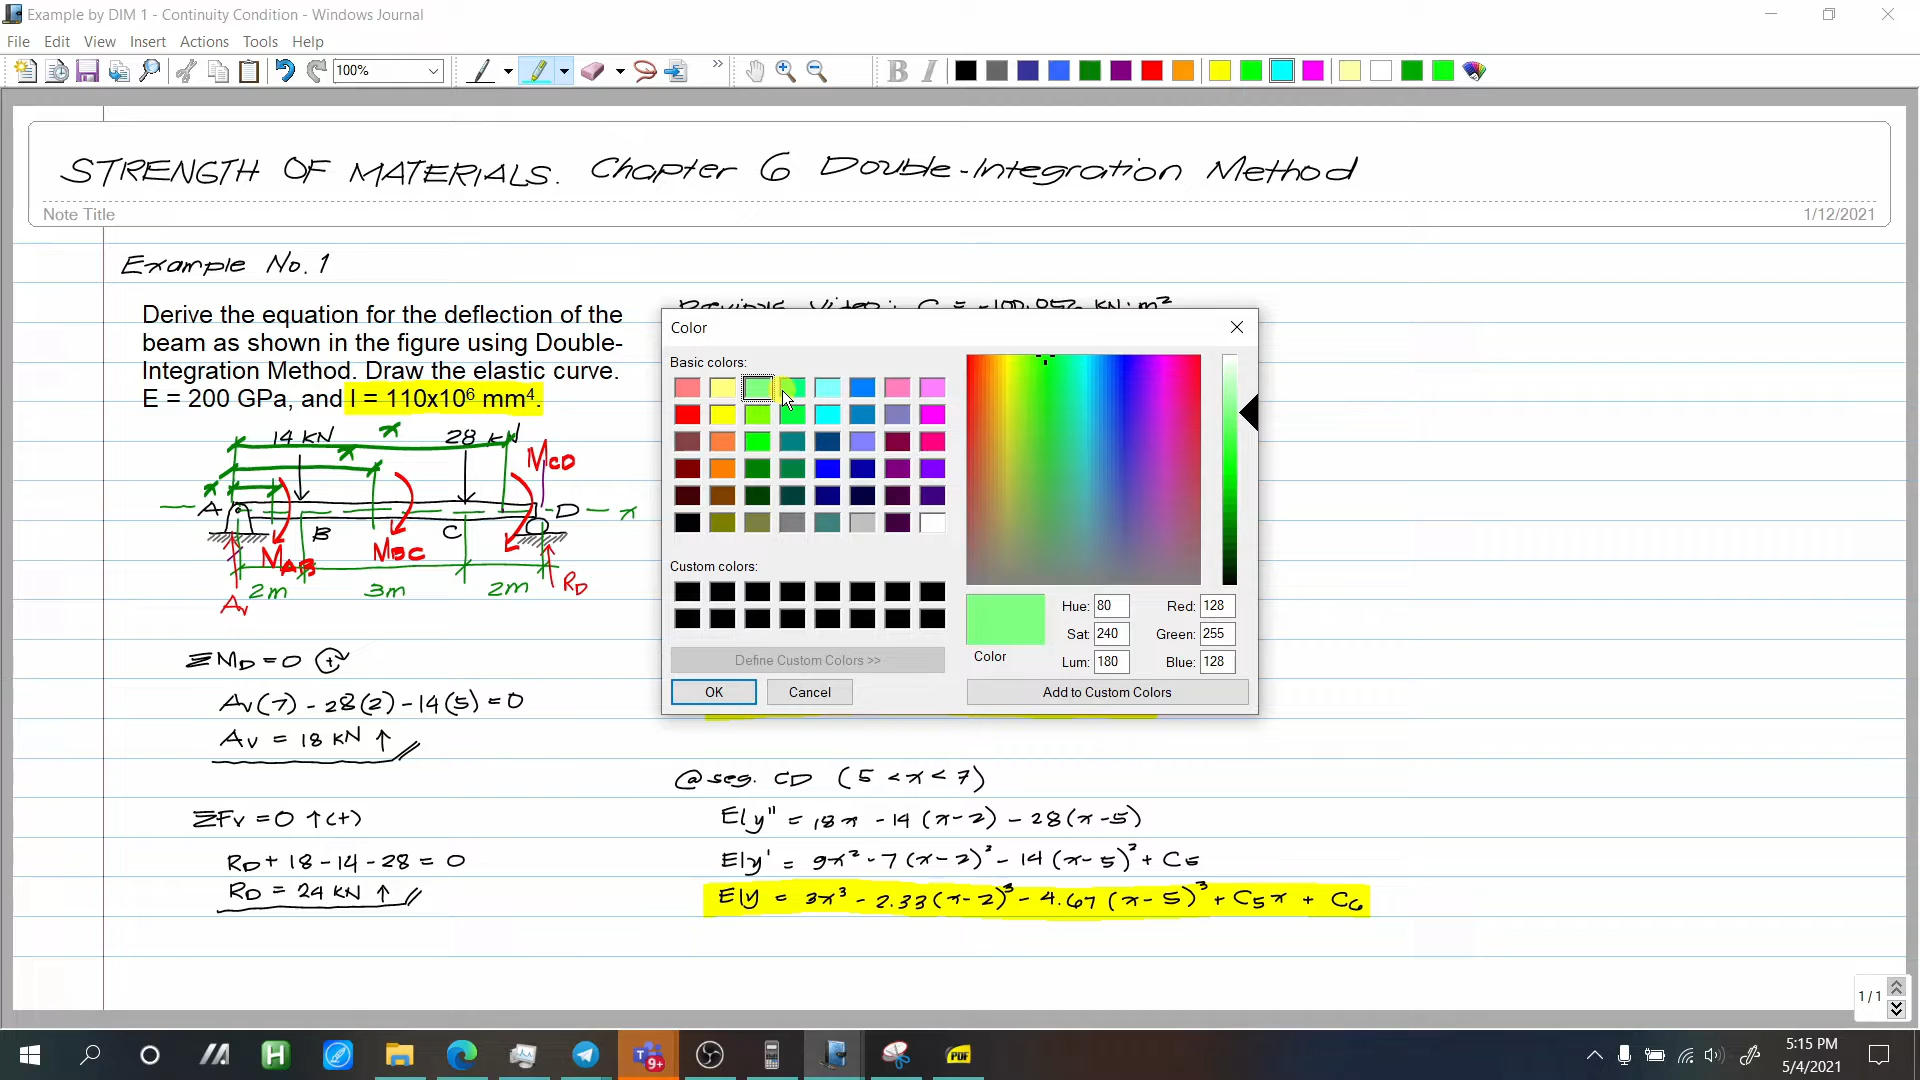 Example by DIM 1 - Continuity Condition - Windows Journal
File Edit View Insert Actions Tools Help
100%
B I
STRENGTH OF MATERIALS. Chapter 6 Double-Integration Method
Note Title
1/12/2021
Example No. 1
Derive the equation for the deflection of the
beam as shown in the figure using Double-
Integration Method. Draw the elastic curve.
E = 200 GPa, and I = 110x10⁶ mm⁴.
14 KN x 28 KN
x
MCD
x
A D x
B C
MAB MBC
2m 3m 2m
AV RD
ΣMD = 0 (+)
AV(7) - 28(2) - 14(5) = 0
AV = 18 KN ↑
ΣFV = 0 ↑(+)
RD + 18 - 14 - 28 = 0
RD = 24 KN ↑
Color
Basic colors:
Custom colors:
Define Custom Colors >>
OK Cancel
Color
Hue: 80 Red: 128
Sat: 240 Green: 255
Lum: 180 Blue: 128
Add to Custom Colors
@ seg. CD (5 < x < 7)
EIy" = 18x - 14(x-2) - 28(x-5)
EIy' = 9x² - 7(x-2)² - 14(x-5)² + C5
EIy = 3x³ - 2.33(x-2)³ - 4.67(x-5)³ + C5x + C6
1/1
9+
PDF
5:15 PM
5/4/2021